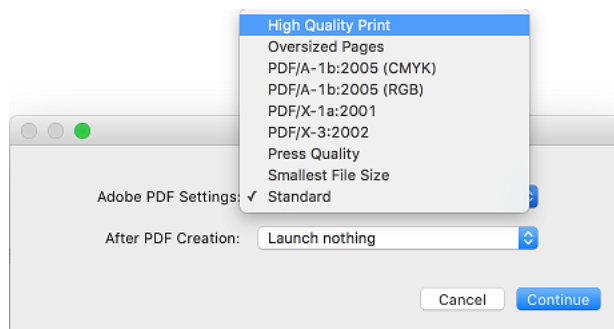 High Quality Print
Oversized Pages
PDF/A-1b:2005 (CMYK)
PDF/A-1b:2005 (RGB)
PDF/X-1a:2001
PDF/X-3:2002
Press Quality
Smallest File Size
Adobe PDF Settings: ✓ Standard
After PDF Creation: Launch nothing
Cancel Continue